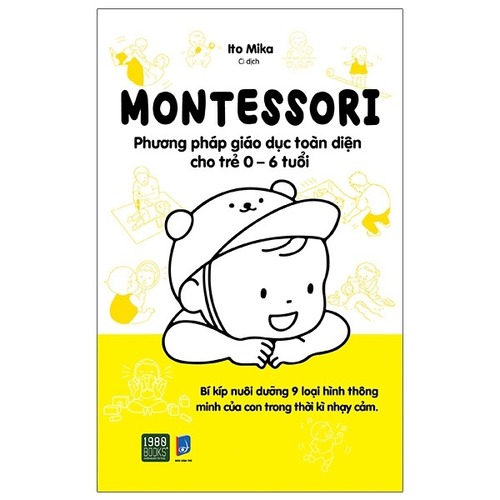 Ito Mika
Ci dịch
MONTESSORI
Phương pháp giáo dục toàn diện
cho trẻ 0 – 6 tuổi
Bí kíp nuôi dưỡng 9 loại hình thông
minh của con trong thời kì nhạy cảm.
1980
BOOKS